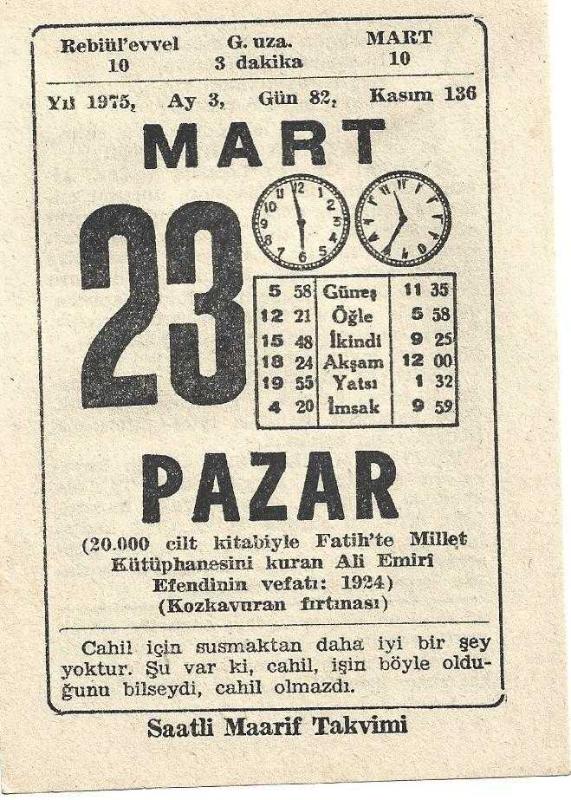 Rebiül'evvel G. uza. MART
10 3 dakika 10
Yıl 1975, Ay 3, Gün 82, Kasım 136
MART
23
5 58 Güneş 11 35
12 21 Öğle 5 58
15 48 İkindi 9 25
18 24 Akşam 12 00
19 55 Yatsı 1 32
4 20 İmsak 9 59
PAZAR
(20.000 cilt kitabiyle Fatih'te Millet
Kütüphanesini kuran Ali Emirî
Efendinin vefatı: 1924)
(Kozkavuran fırtınası)
Cahil için susmaktan daha iyi bir şey
yoktur. Şu var ki, cahil, işin böyle oldu-
ğunu bilseydi, cahil olmazdı.
Saatli Maarif Takvimi